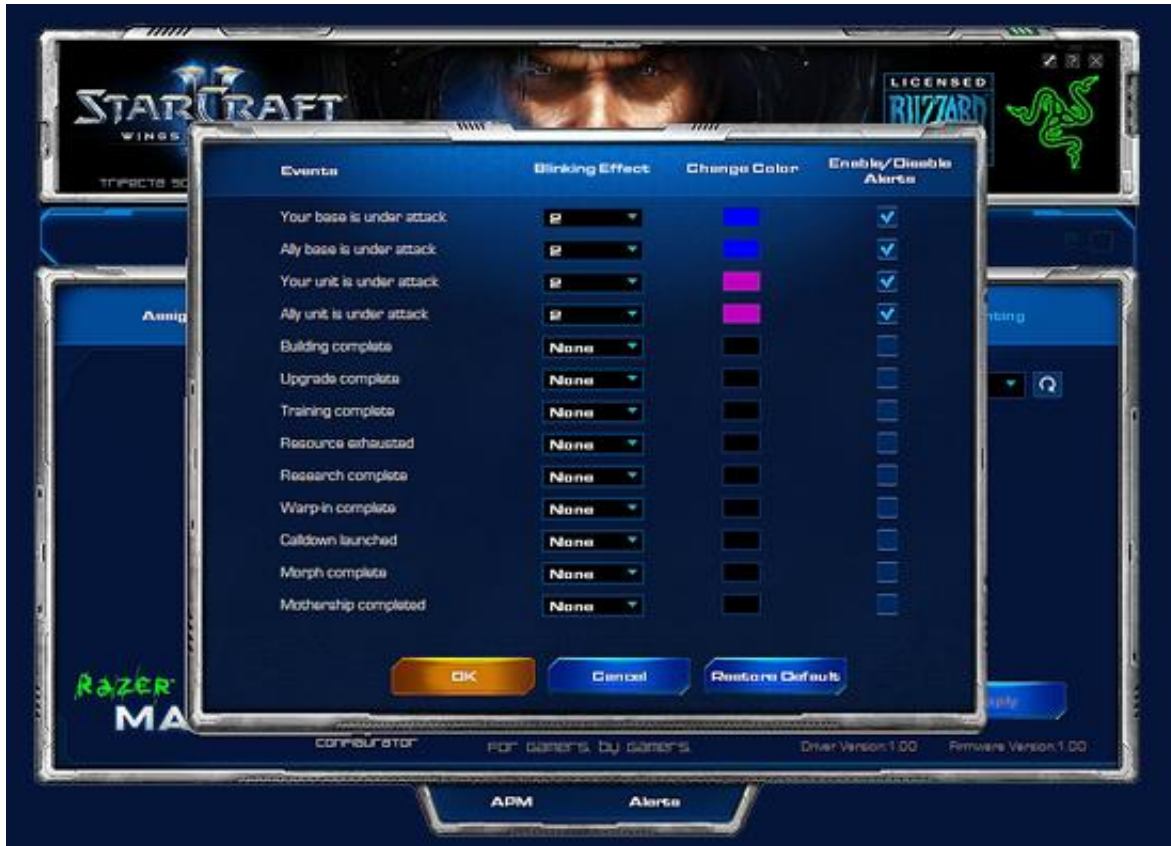 STARCRAFT
II
WINGS
LICENSED
BLIZZARD
Events Blinking Effect Change Color Enable/Disable Alerts
Your base is under attack 2
Ally base is under attack 2
Your unit is under attack 2
Ally unit is under attack 2
Building complete None
Upgrade complete None
Training complete None
Resource exhausted None
Research complete None
Warp-in complete None
Calldown launched None
Morph complete None
Mothership completed None
OK Cancel Restore Default
RAZER
MA
CONFIGURATOR FOR GAMERS. BY GAMERS. Driver Version:1.00 Firmware Version:1.00
APM Alerts